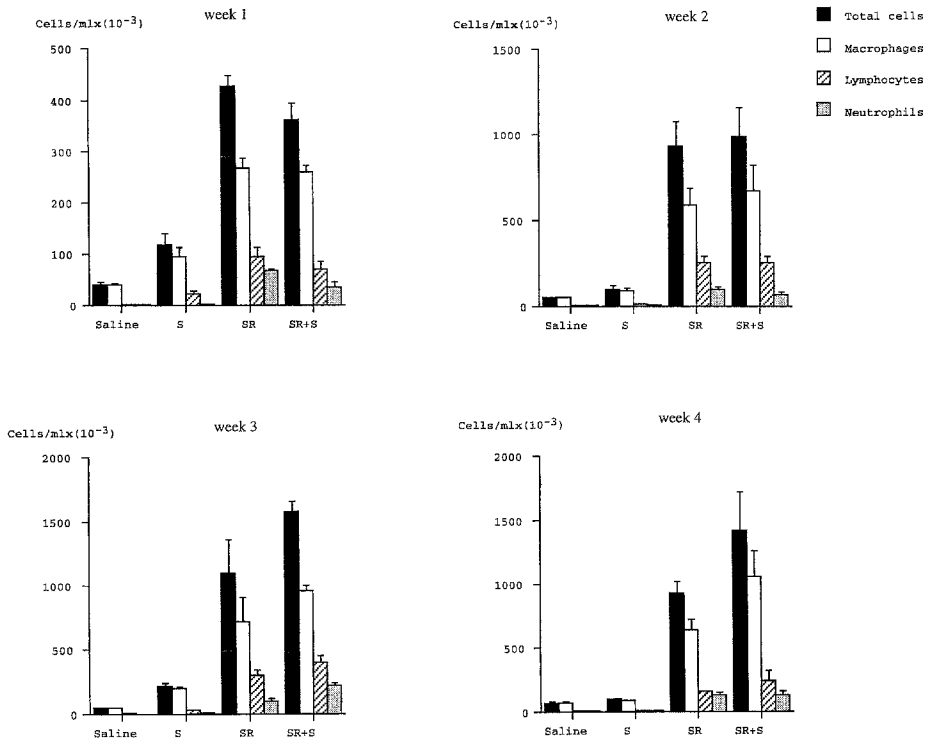 week 1
Cells/mlx(10-3)
500
400
300
200
100
0
Saline S SR SR+S
week 2
Cells/mlx(10-3)
1500
1000
500
0
Saline S SR SR+S
Total cells
Macrophages
Lymphocytes
Neutrophils
week 3
Cells/mlx(10-3)
2000
1500
1000
500
0
Saline S SR SR+S
week 4
Cells/mlx(10-3)
2000
1500
1000
500
0
Saline S SR SR+S